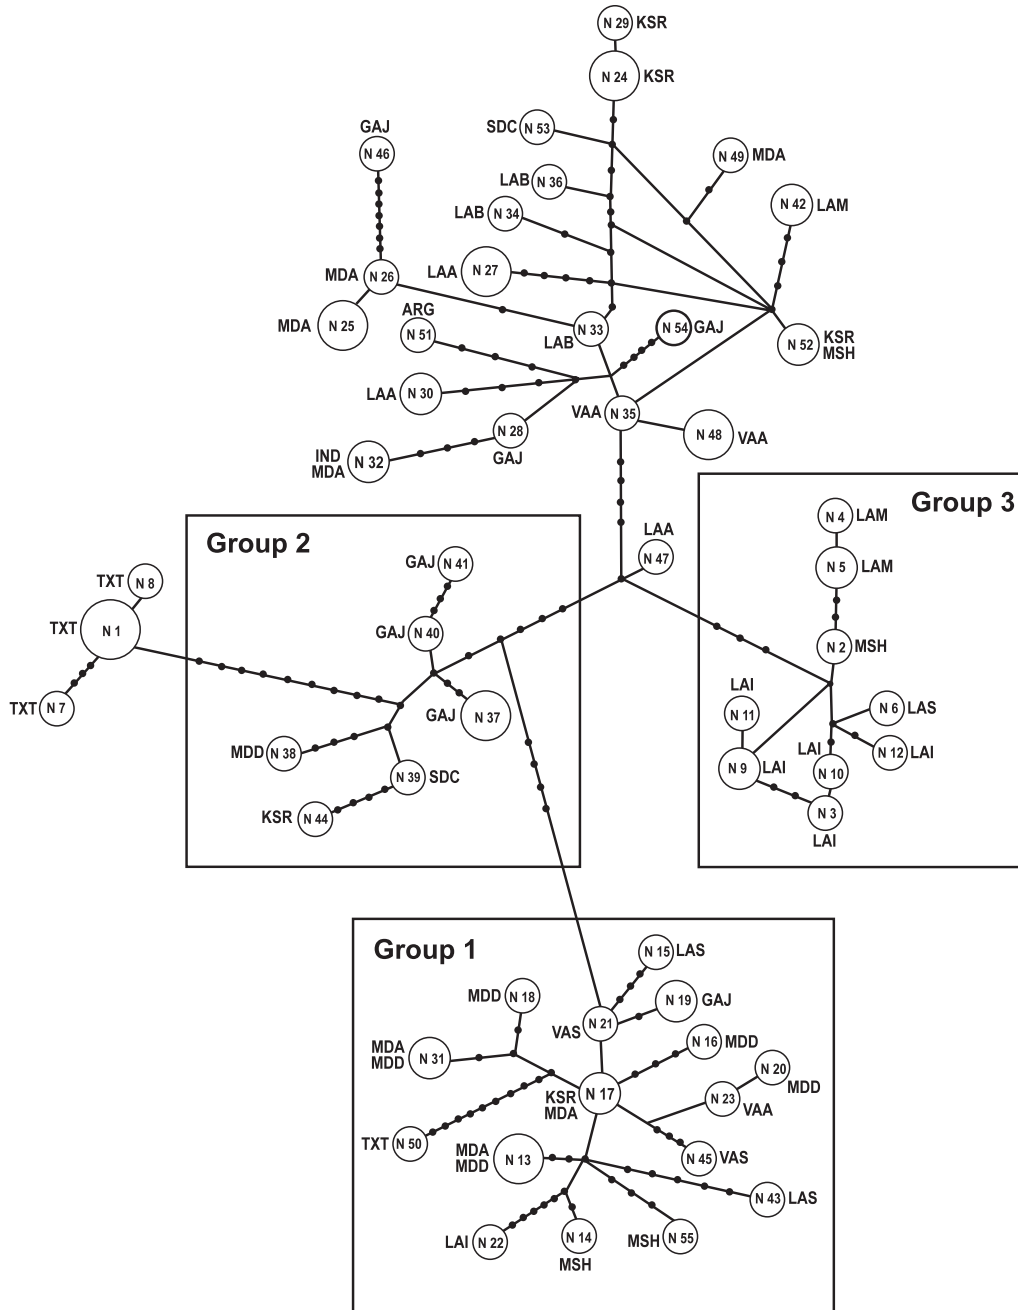 N 29 KSR
N 24 KSR
SDC N 53
GAJ
N 46
N 49 MDA
LAB N 36
N 42 LAM
LAB N 34
LAA N 27
MDA N 26
ARG
N 51
MDA N 25
N 33
LAB
N 54 GAJ
N 52 KSR
MSH
LAA N 30
VAA N 35
N 48 VAA
N 28
GAJ
IND
MDA N 32
Group 3
N 4 LAM
Group 2
LAA
N 47
GAJ N 41
N 5 LAM
TXT N 8
TXT N 1
GAJ N 40
N 2 MSH
TXT N 7
GAJ N 37
LAI
N 11
N 6 LAS
MDD N 38
N 39 SDC
N 9 LAI
LAI
N 10
N 12 LAI
KSR N 44
N 3
LAI
Group 1
N 15 LAS
MDD N 18
N 19 GAJ
VAS N 21
MDA
MDD N 31
N 16 MDD
N 20
MDD
KSR
MDA N 17
N 23
VAA
TXT N 50
MDA
MDD N 13
N 45 VAS
N 43 LAS
LAI N 22
N 14
MSH
MSH N 55